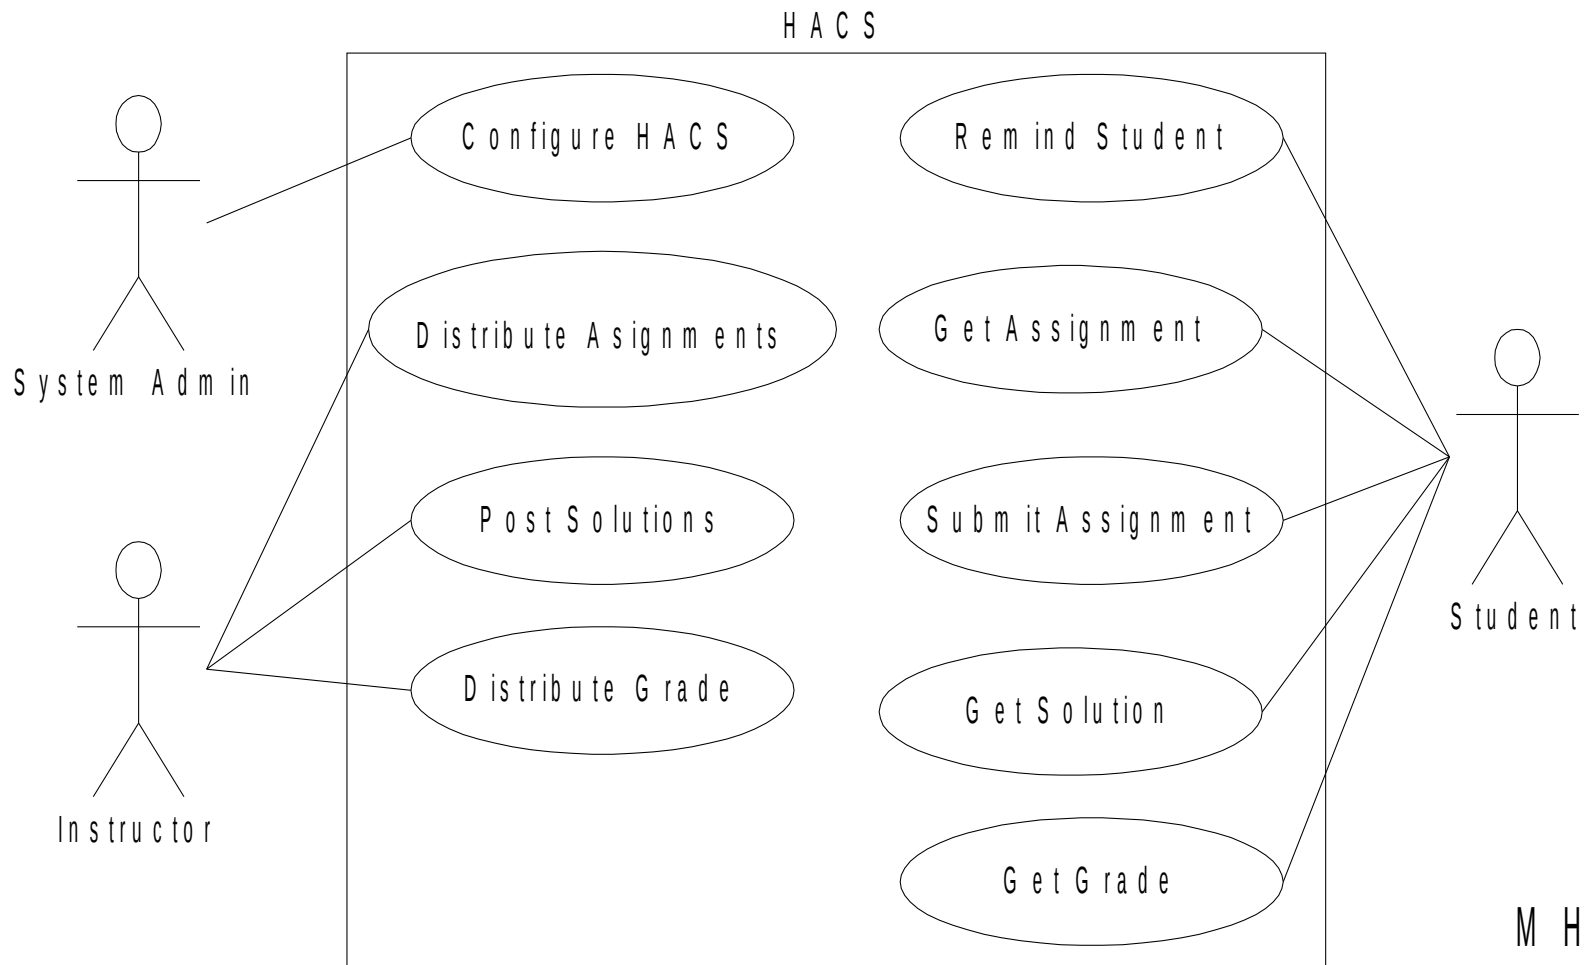 HACS
Configure HACS
Remind Student
Distribute Asignments
Get Assignment
System Admin
Post Solutions
Submit Assignment
Student
Distribute Grade
Get Solution
Instructor
Get Grade
M H